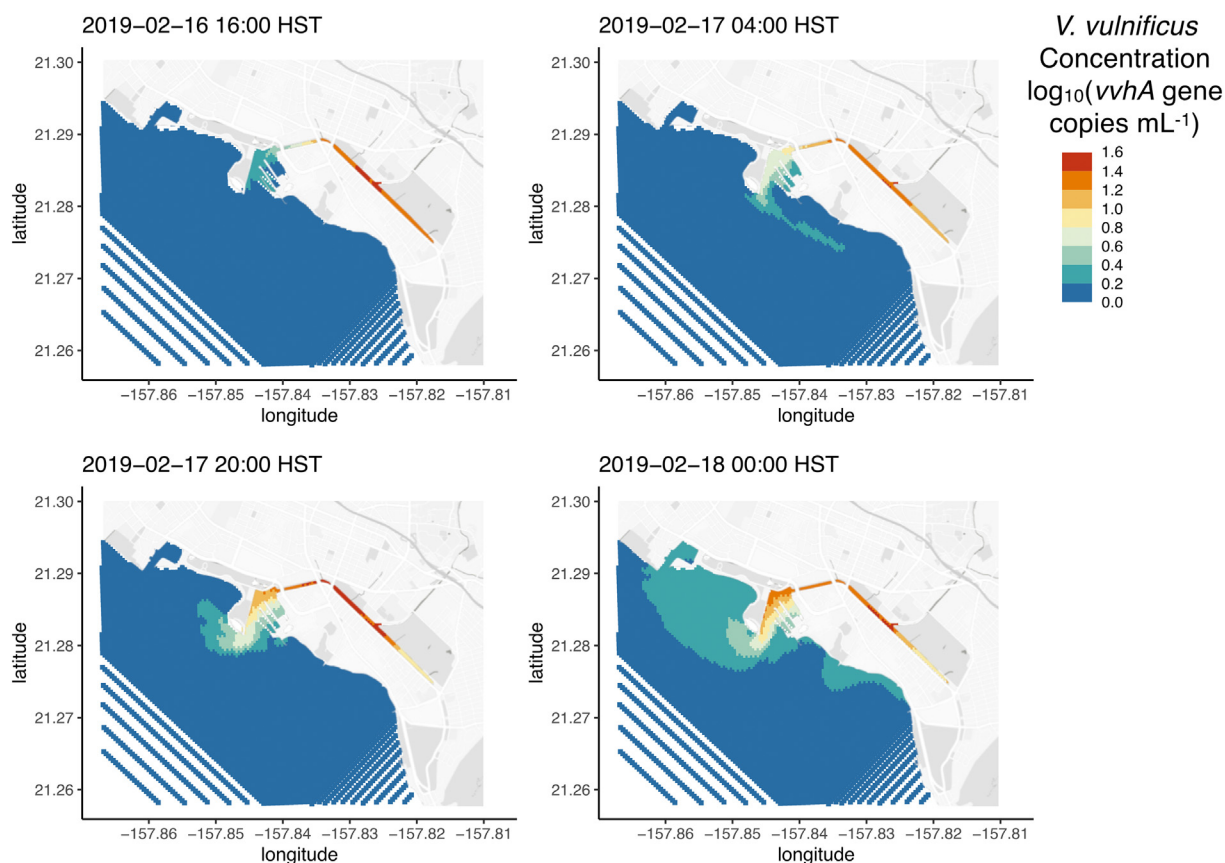 2019−02−16 16:00 HST
21.30
21.29
21.28
21.27
21.26
latitude
−157.86 −157.85 −157.84 −157.83 −157.82 −157.81
longitude
2019−02−17 04:00 HST
21.30
21.29
21.28
21.27
21.26
latitude
−157.86 −157.85 −157.84 −157.83 −157.82 −157.81
longitude
V. vulnificus
Concentration
log₁₀(vvhA gene
copies mL⁻¹)
1.6
1.4
1.2
1.0
0.8
0.6
0.4
0.2
0.0
2019−02−17 20:00 HST
21.30
21.29
21.28
21.27
21.26
latitude
−157.86 −157.85 −157.84 −157.83 −157.82 −157.81
longitude
2019−02−18 00:00 HST
21.30
21.29
21.28
21.27
21.26
latitude
−157.86 −157.85 −157.84 −157.83 −157.82 −157.81
longitude